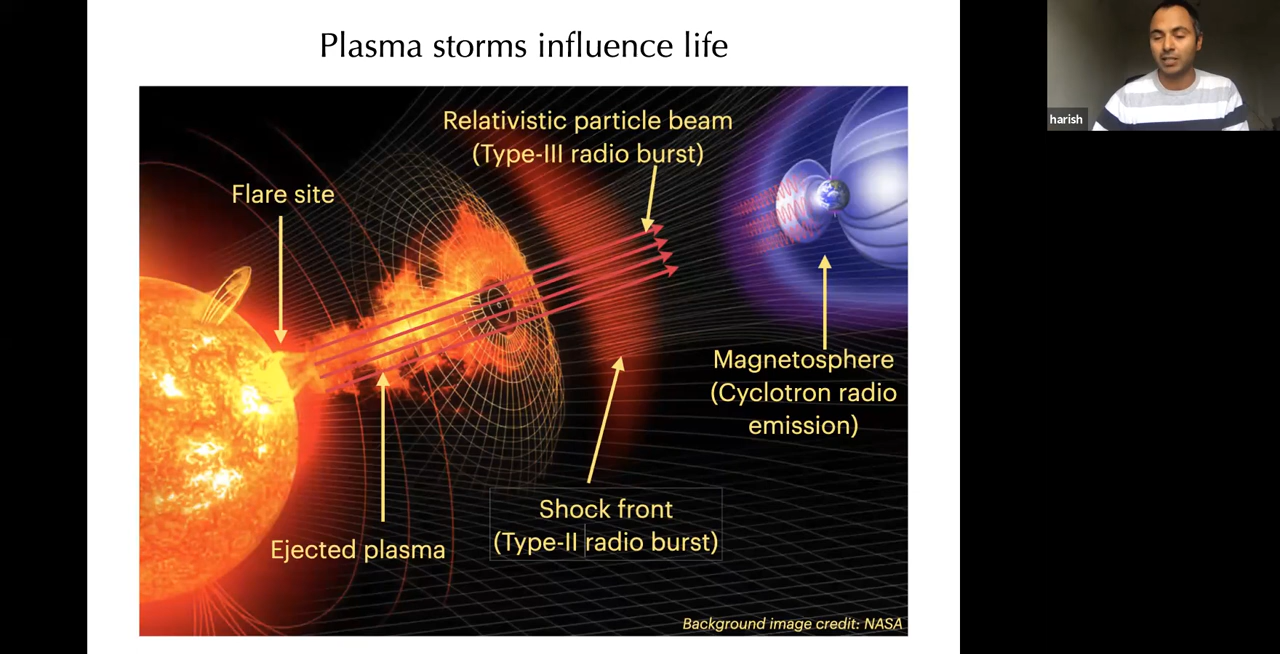 Plasma storms influence life
harish
Relativistic particle beam
(Type-III radio burst)
Flare site
Magnetosphere
(Cyclotron radio
emission)
Shock front
(Type-II radio burst)
Ejected plasma
Background image credit: NASA